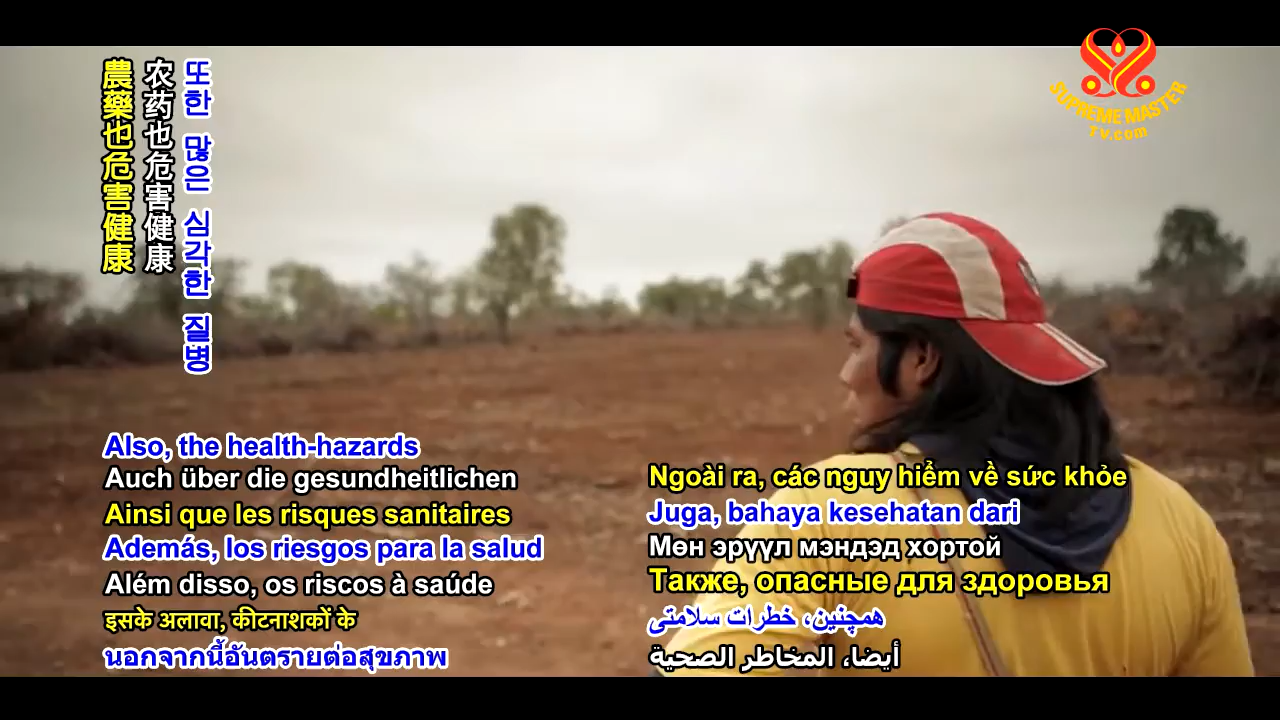 農藥也危害健康
农药也危害健康
또한 많은 심각한 질병
SUPREME MASTER
Tv.com
Also, the health-hazards
Auch über die gesundheitlichen
Ainsi que les risques sanitaires
Además, los riesgos para la salud
Além disso, os riscos à saúde
इसके अलावा, कीटनाशकों के
นอกจากนี้อันตรายต่อสุขภาพ
Ngoài ra, các nguy hiểm về sức khỏe
Juga, bahaya kesehatan dari
Мөн эрүүл мэндэд хортой
Также, опасные для здоровья
همچنین، خطرات سلامتی
أيضا، المخاطر الصحية